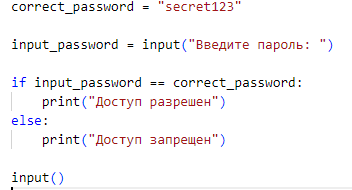 correct_password = "secret123"
input_password = input("Введите пароль: ")
if input_password == correct_password:
    print("Доступ разрешен")
else:
    print("Доступ запрещен")
input()